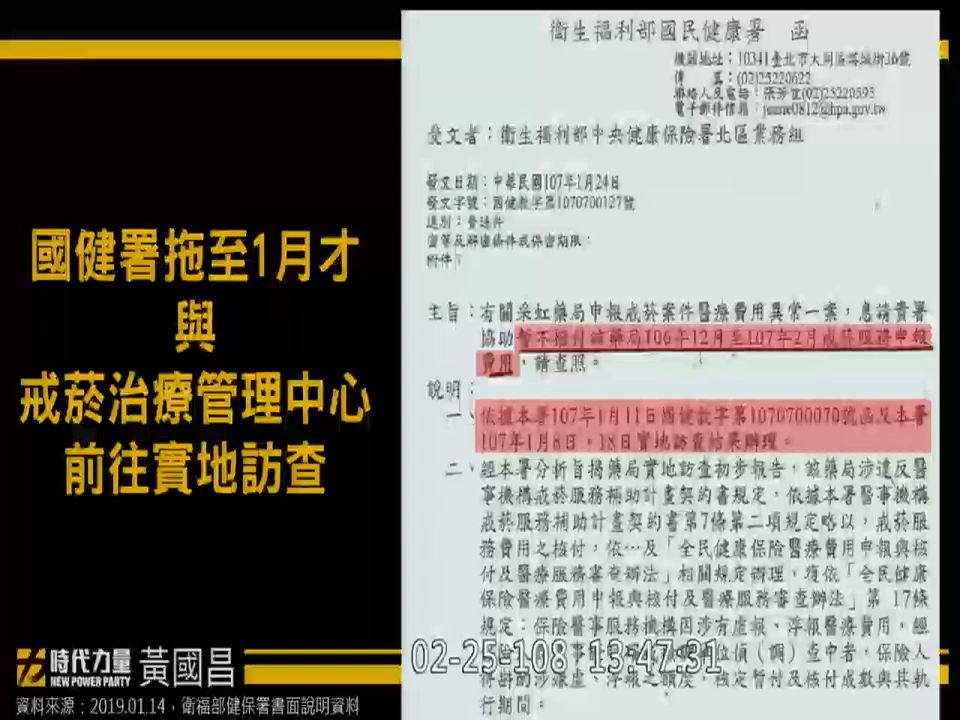 國健署拖至1月才
與
戒菸治療管理中心
前往實地訪查
時代力量
NEW POWER PARTY
黃國昌
資料來源：2019.01.14，衛福部健保署書面說明資料
衛生福利部國民健康署 函
機關地址：10341臺北市大同區塔城街36號
傳 真：(02)25220622
聯絡人及電話：(02)25220593
電子郵件信箱：@hpa.gov.tw
受文者：衛生福利部中央健康保險署北區業務組
發文日期：中華民國107年1月24日
發文字號：國健教字第1070700127號
速別：普通件
密等及解密條件或保密期限：
附件：
主旨：有關采虹藥局申報戒菸案件醫療費用異常一案，惠請貴署
協助暫不撥付該藥局106年12月至107年2月戒菸服務申報
費用，請查照。
說明：
一、依據本署107年1月11日國健教字第1070700070號函及本署
107年1月8日、18日實地訪查結果辦理。
二、經本署分析旨揭藥局實地訪查初步報告，該藥局涉違反醫
事機構戒菸服務補助計畫契約書規定，依據本署醫事機構
戒菸服務補助計畫契約書第7條第二項規定略以，戒菸服
務費用之核付，依…及「全民健康保險醫療費用申報與核
付及醫療服務審查辦法」相關規定辦理，復依「全民健康
保險醫療費用申報與核付及醫療服務審查辦法」第 17條
規定：保險醫事服務機構因涉有虛報、浮報醫療費用，經
位偵（調）查中者，保險人
得酌涉嫌虛、浮報之額度，核定暫付及核付成數與其執
行期間。
02-25-108 13:47:31